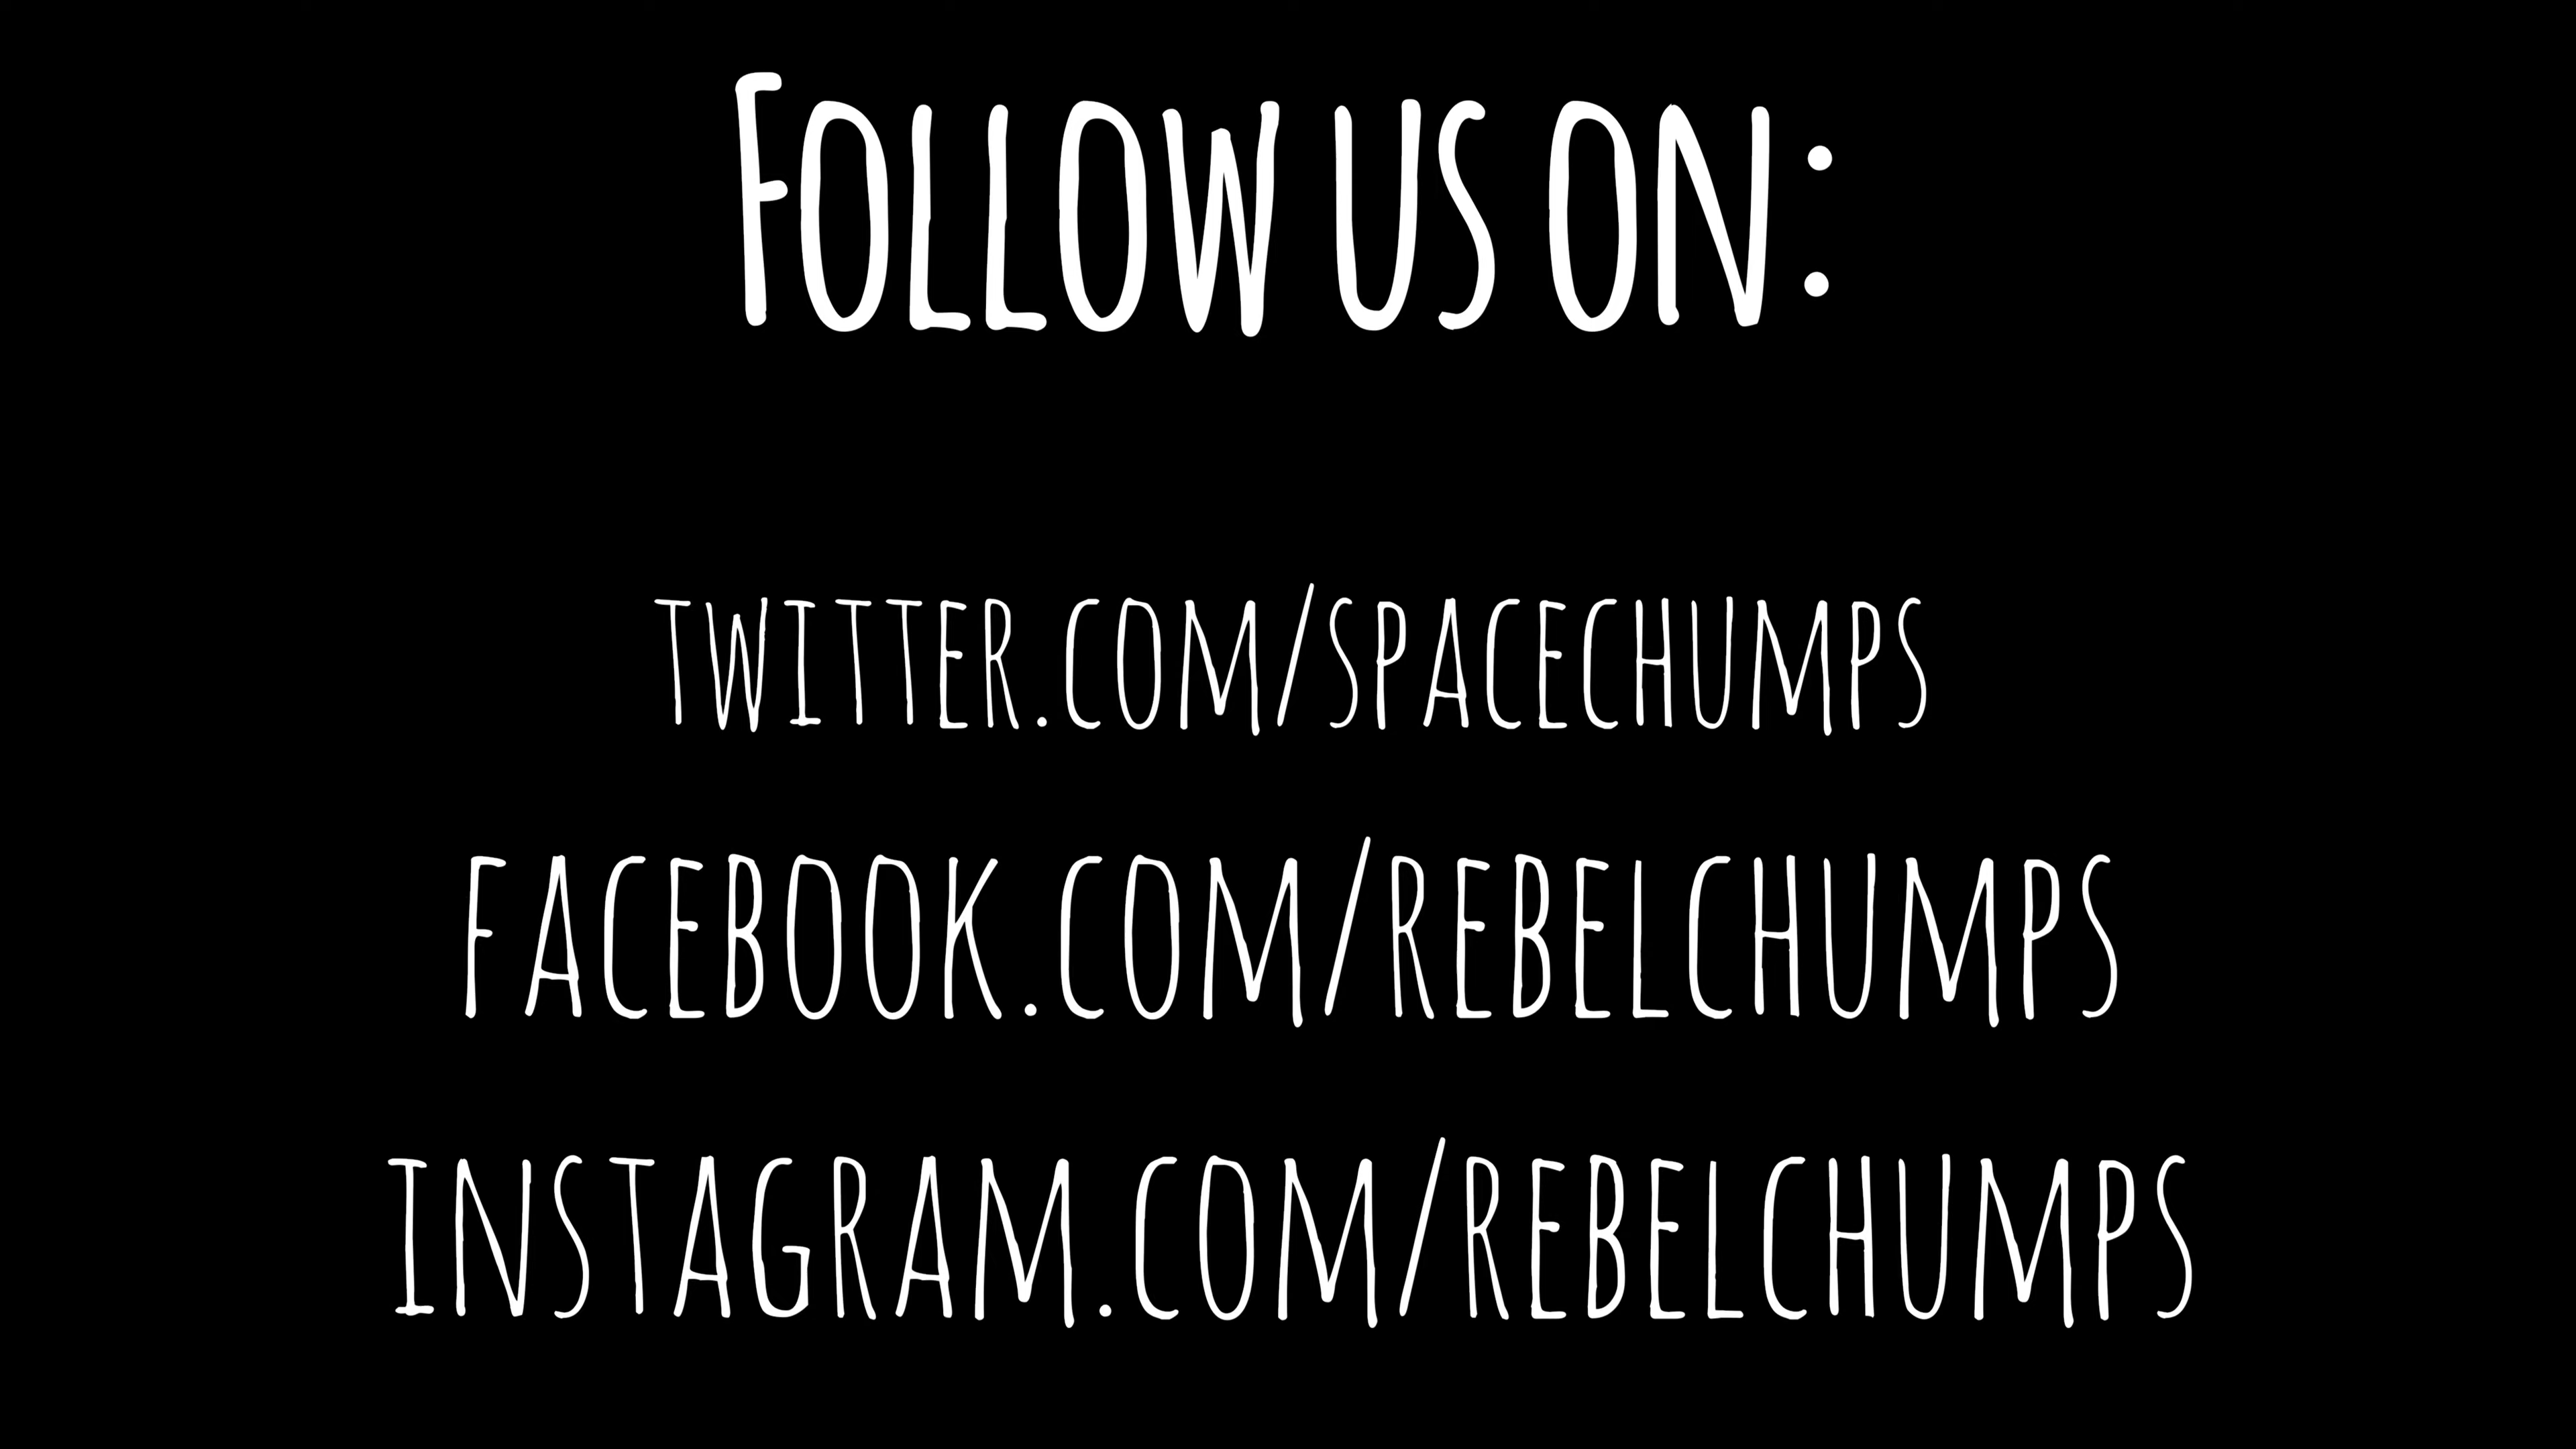 Follow us on:
twitter.com/spacechumps
facebook.com/rebelchumps
instagram.com/rebelchumps